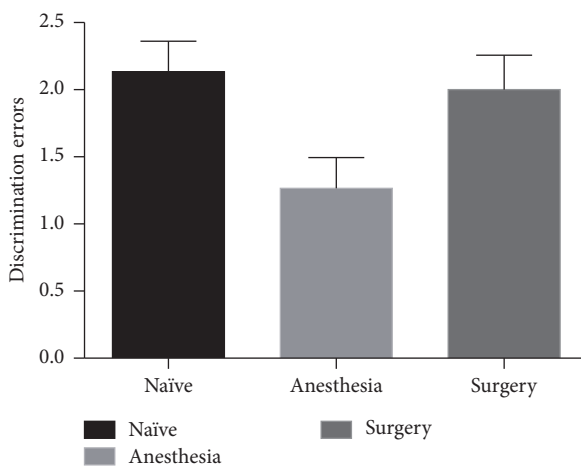 2.5
2.0
1.5
1.0
0.5
0.0
Discrimination errors
Naïve Anesthesia Surgery
Naïve Surgery
Anesthesia